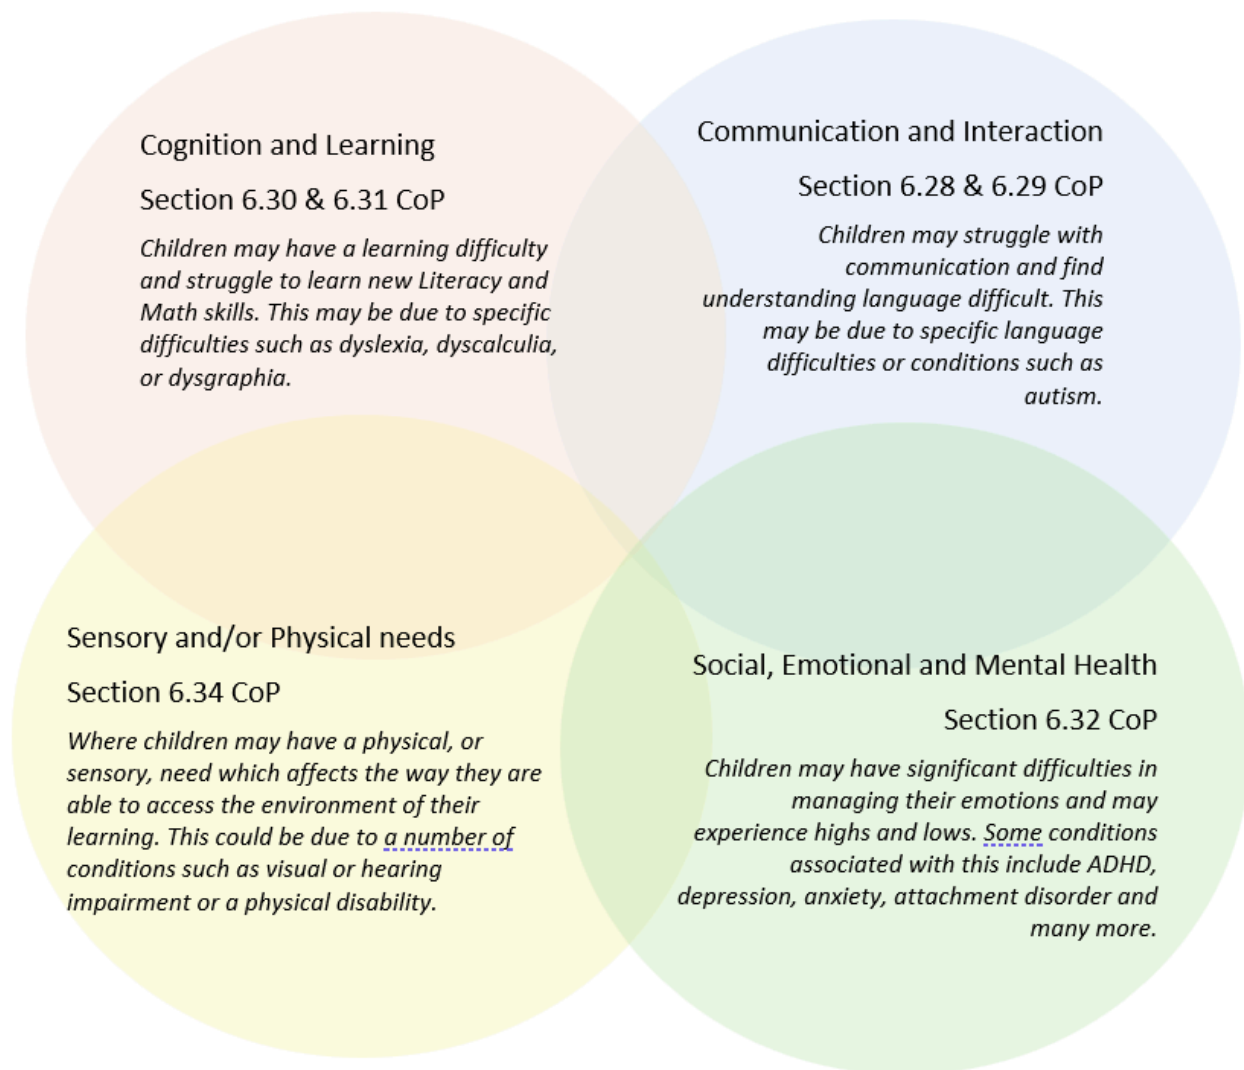 Cognition and Learning
Section 6.30 & 6.31 CoP
Children may have a learning difficulty
and struggle to learn new Literacy and
Math skills. This may be due to specific
difficulties such as dyslexia, dyscalculia,
or dysgraphia.
Communication and Interaction
Section 6.28 & 6.29 CoP
Children may struggle with
communication and find
understanding language difficult. This
may be due to specific language
difficulties or conditions such as
autism.
Sensory and/or Physical needs
Section 6.34 CoP
Where children may have a physical, or
sensory, need which affects the way they are
able to access the environment of their
learning. This could be due to a number of
conditions such as visual or hearing
impairment or a physical disability.
Social, Emotional and Mental Health
Section 6.32 CoP
Children may have significant difficulties in
managing their emotions and may
experience highs and lows. Some conditions
associated with this include ADHD,
depression, anxiety, attachment disorder and
many more.